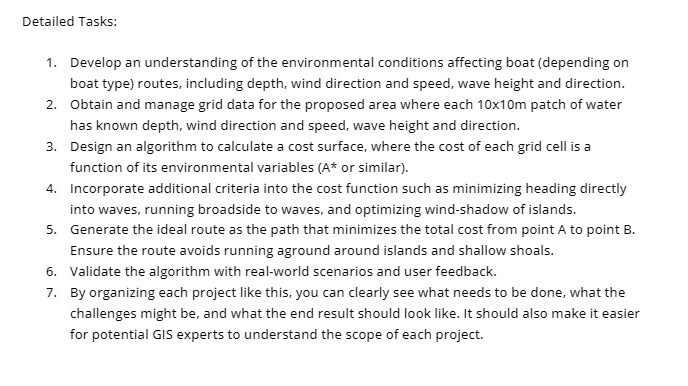 Detailed Tasks:
1. Develop an understanding of the environmental conditions affecting boat (depending on
boat type) routes, including depth, wind direction and speed, wave height and direction.
2. Obtain and manage grid data for the proposed area where each 10x10m patch of water
has known depth, wind direction and speed, wave height and direction.
3. Design an algorithm to calculate a cost surface, where the cost of each grid cell is a
function of its environmental variables (A* or similar).
4. Incorporate additional criteria into the cost function such as minimizing heading directly
into waves, running broadside to waves, and optimizing wind-shadow of islands.
5. Generate the ideal route as the path that minimizes the total cost from point A to point B.
Ensure the route avoids running aground around islands and shallow shoals.
6. Validate the algorithm with real-world scenarios and user feedback.
7. By organizing each project like this, you can clearly see what needs to be done, what the
challenges might be, and what the end result should look like. It should also make it easier
for potential GIS experts to understand the scope of each project.